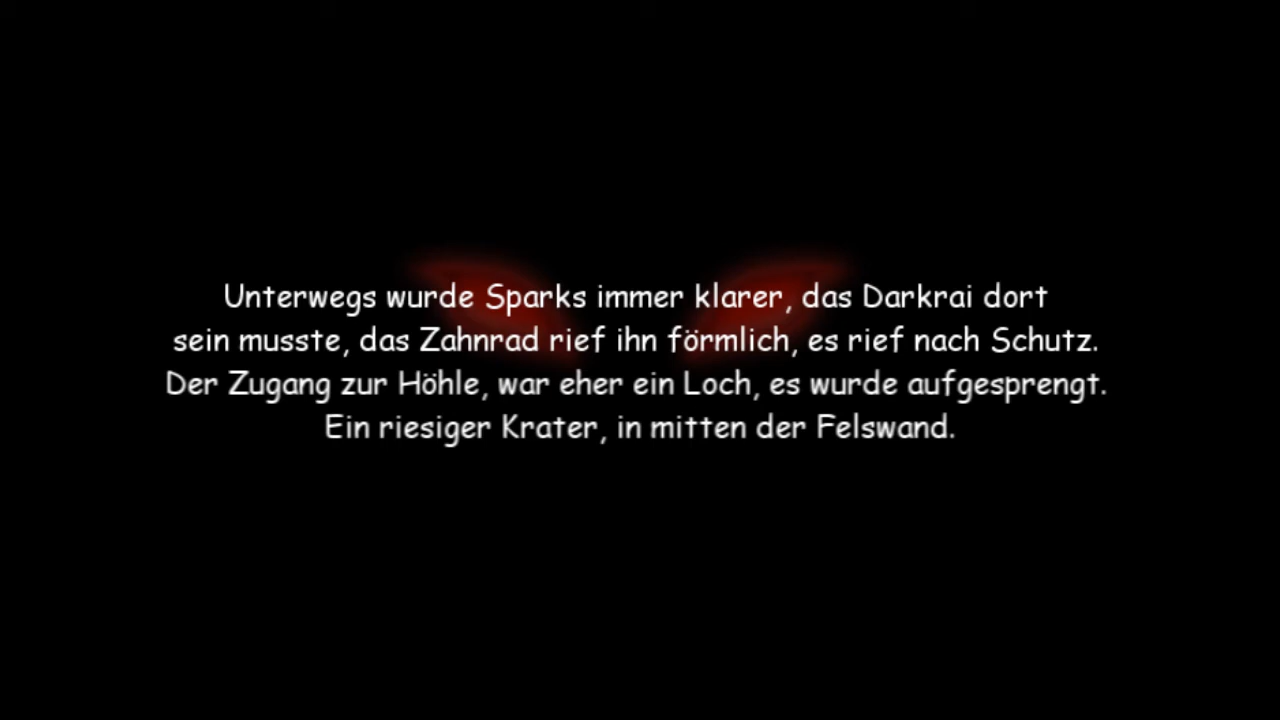 Unterwegs wurde Sparks immer klarer, das Darkrai dort
sein musste, das Zahnrad rief ihn förmlich, es rief nach Schutz.
Der Zugang zur Höhle, war eher ein Loch, es wurde aufgesprengt.
Ein riesiger Krater, in mitten der Felswand.